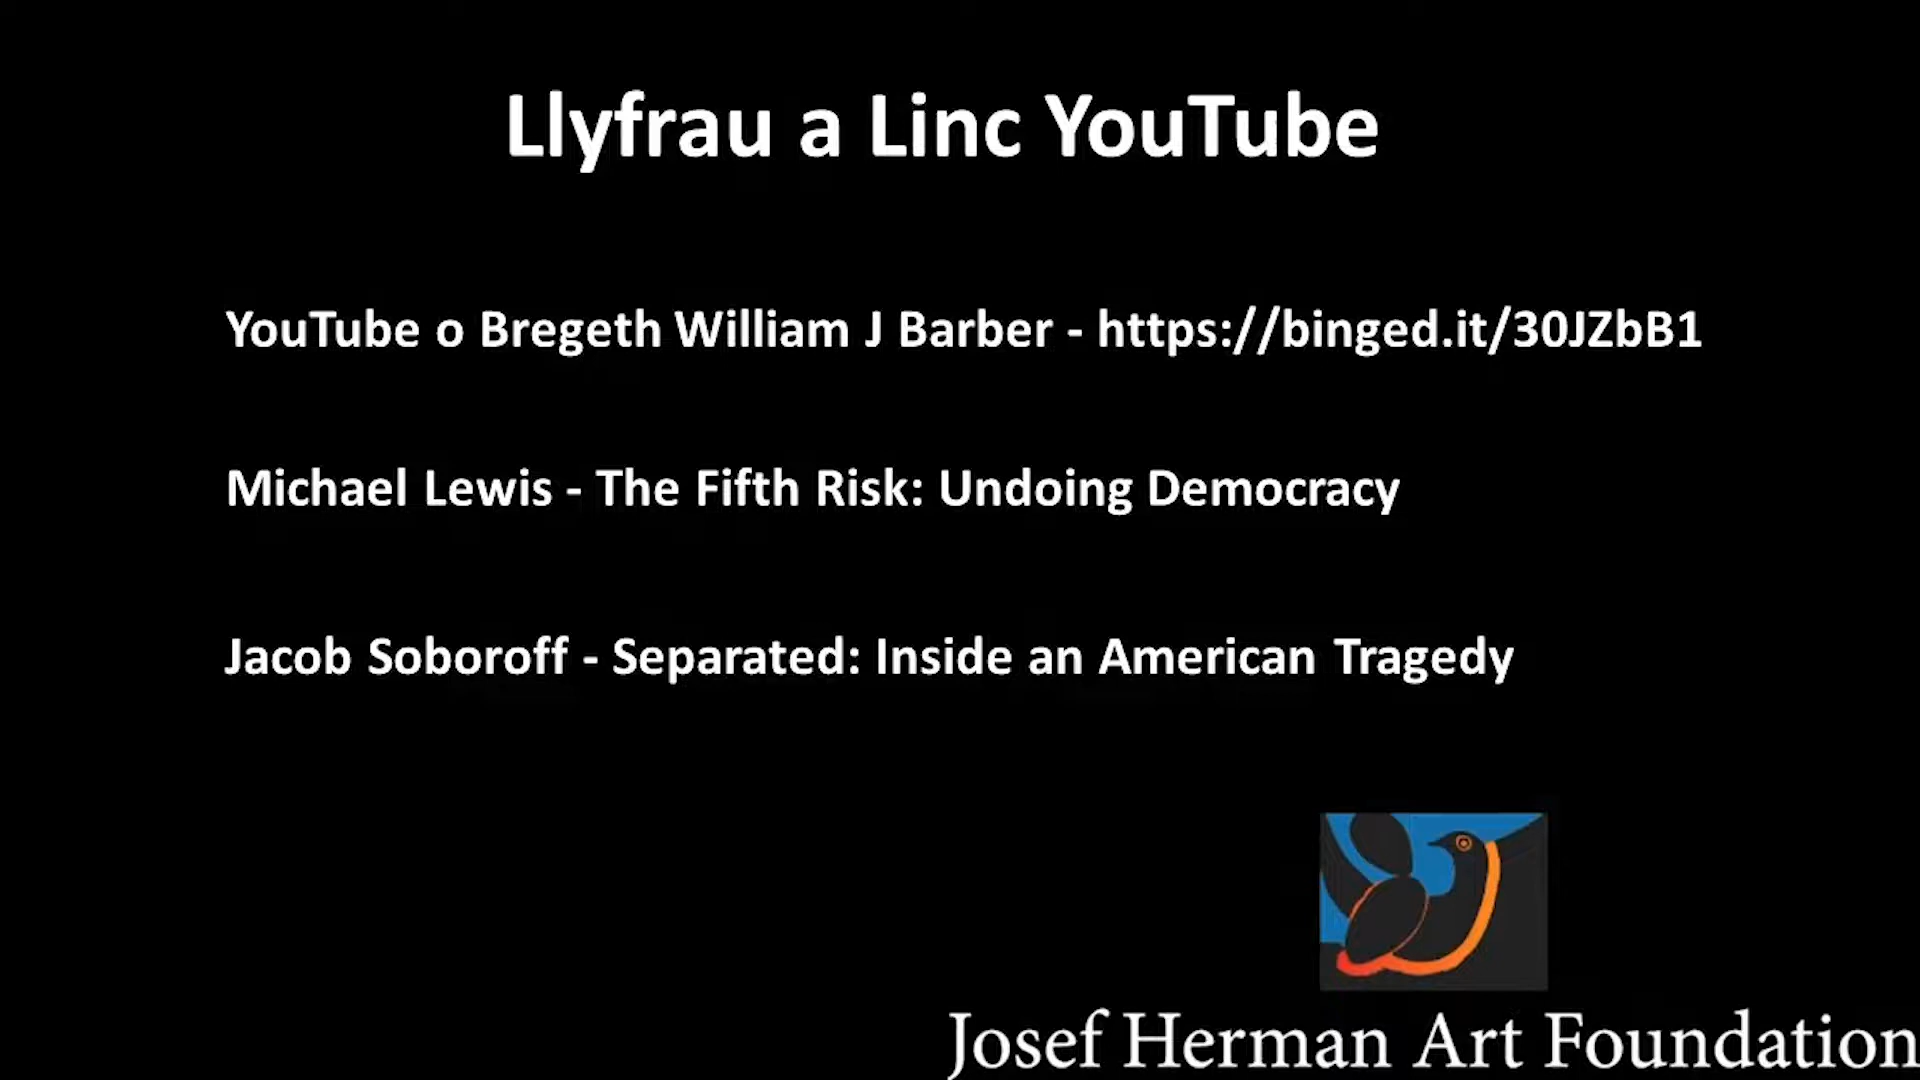 Llyfrau a Linc YouTube
YouTube o Bregeth William J Barber - https://binged.it/30JZbB1
Michael Lewis - The Fifth Risk: Undoing Democracy
Jacob Soboroff - Separated: Inside an American Tragedy
Josef Herman Art Foundation